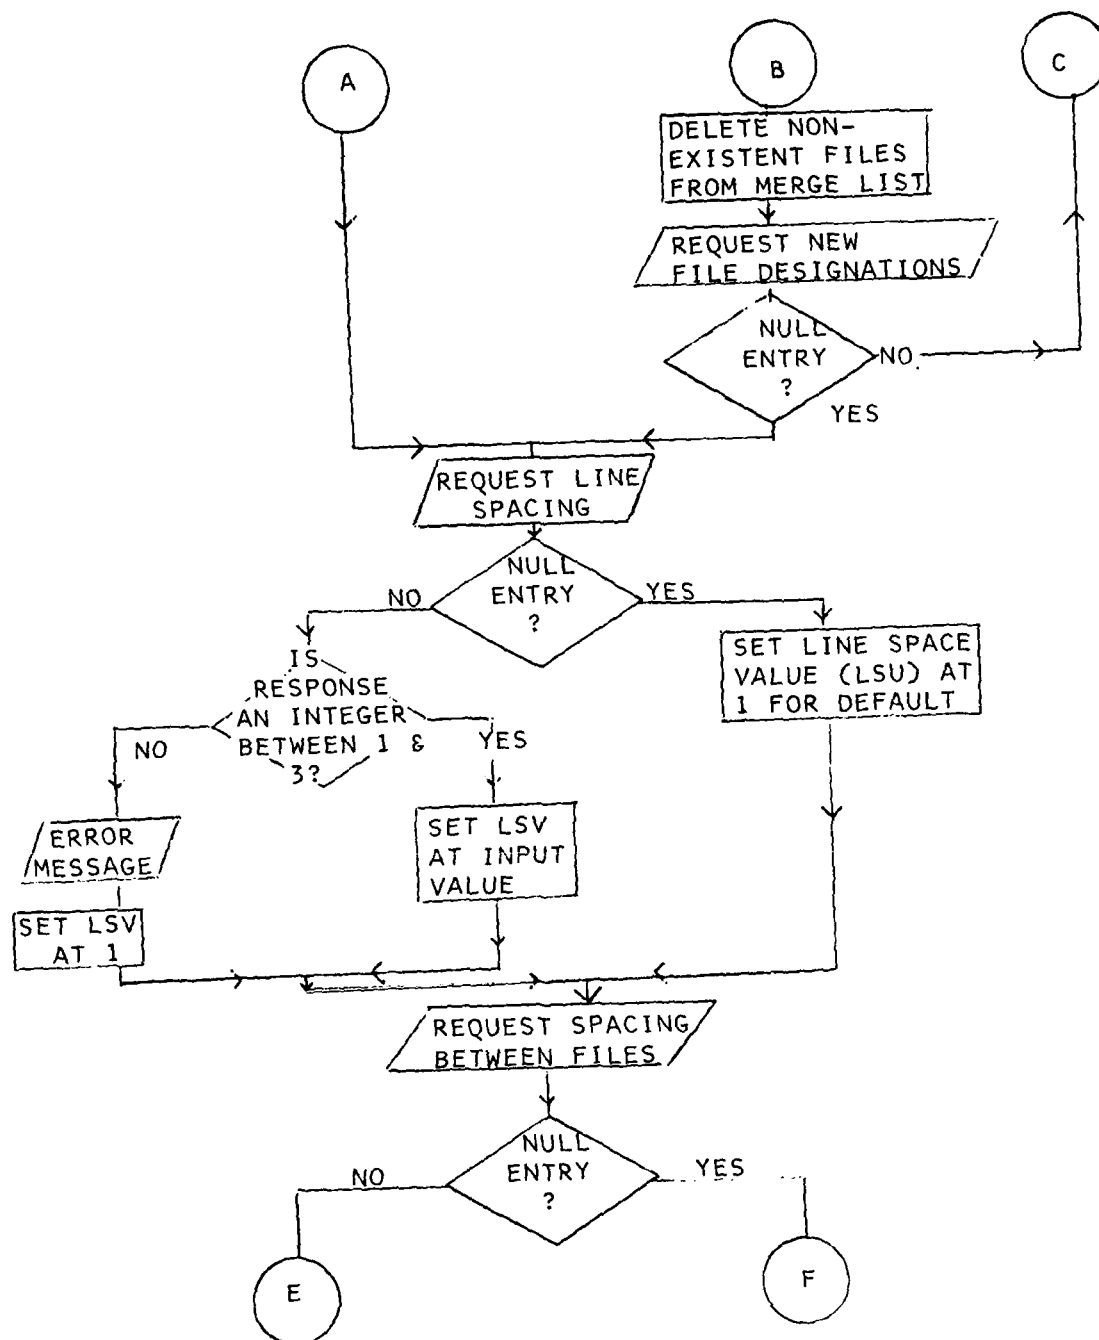 A
B
C
DELETE NON-
EXISTENT FILES
FROM MERGE LIST
REQUEST NEW
FILE DESIGNATIONS
NULL
ENTRY
?
NO
YES
REQUEST LINE
SPACING
NULL
ENTRY
?
NO
YES
SET LINE SPACE
VALUE (LSU) AT
1 FOR DEFAULT
IS
RESPONSE
AN INTEGER
BETWEEN 1 &
3?
NO
YES
ERROR
MESSAGE
SET LSV
AT 1
SET LSV
AT INPUT
VALUE
REQUEST SPACING
BETWEEN FILES
NULL
ENTRY
?
NO
YES
E
F